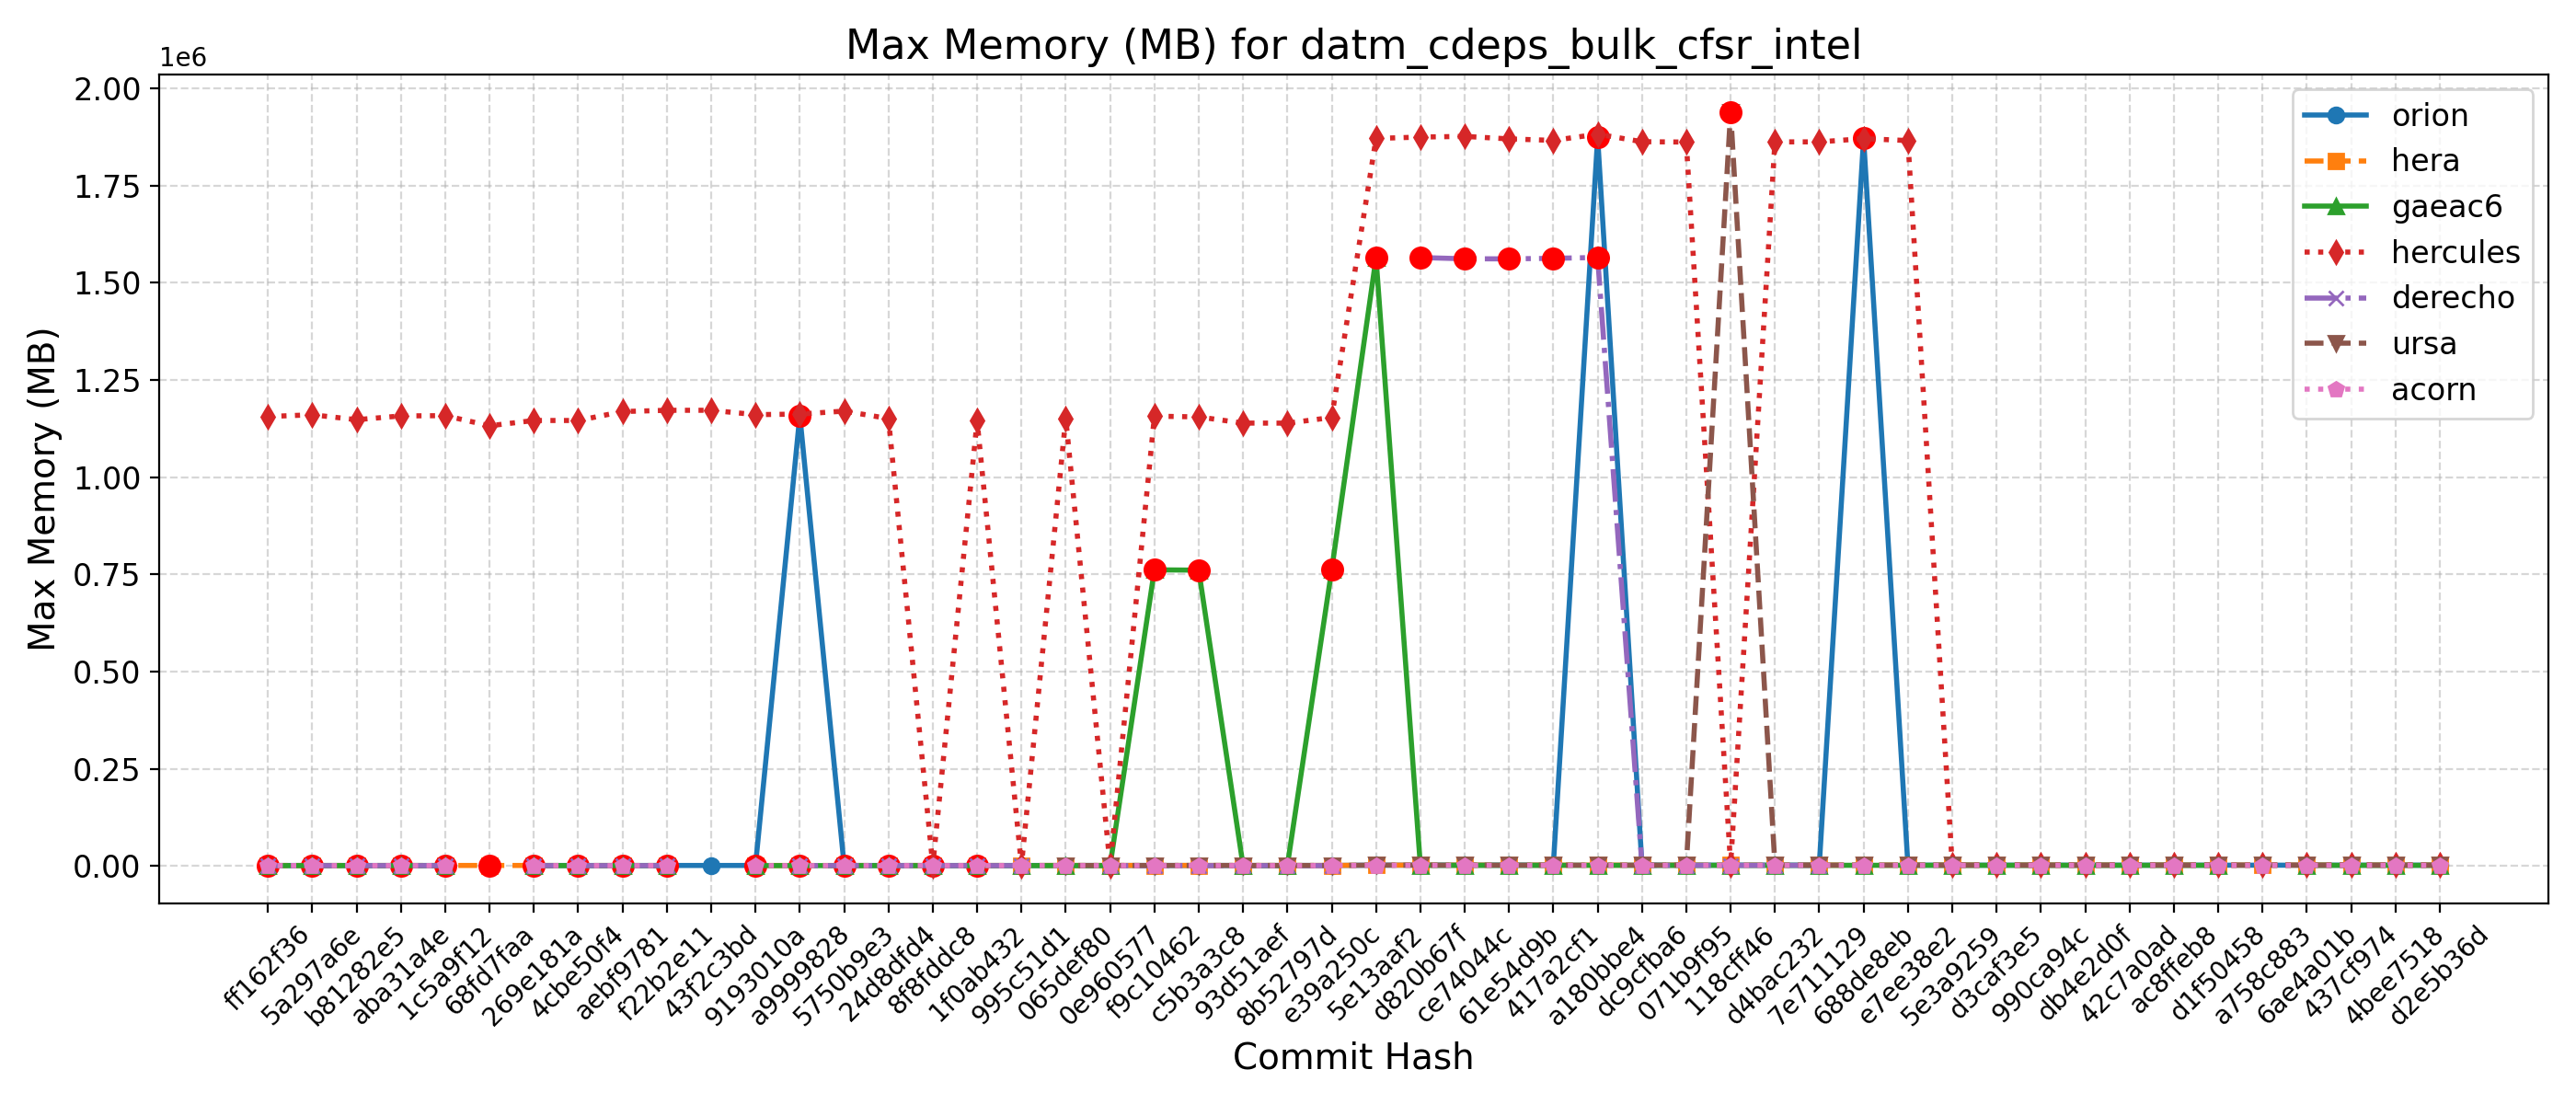 Max Memory (MB) for datm_cdeps_bulk_cfsr_intel
1e6
2.00
1.75
1.50
1.25
1.00
0.75
0.50
0.25
0.00
Max Memory (MB)
orion
hera
gaeac6
hercules
derecho
ursa
acorn
ff162f36
5a297a6e
b81282e5
aba31a4e
1c5a9f12
68fd7faa
269e181a
4cbe50f4
aebf9781
f22b2e11
43f2c3bd
9193010a
a9999828
5750b9e3
24d8dfd4
8f8fddc8
1f0ab432
995c51d1
065def80
0e960577
f9c10462
c5b3a3c8
93d51aef
8b52797d
e39a250c
5e13aaf2
d820b67f
ce74044c
61e54d9b
417a2cf1
a180bbe4
dc9cfba6
071b9f95
118cff46
d4bac232
7e711129
688de8eb
e7ee38e2
5e3a9259
d3caf3e5
990ca94c
db4e2d0f
42c7a0ad
ac8ffeb8
d1f50458
a758c883
6ae4a01b
437cf974
4bee7518
d2e5b36d
Commit Hash